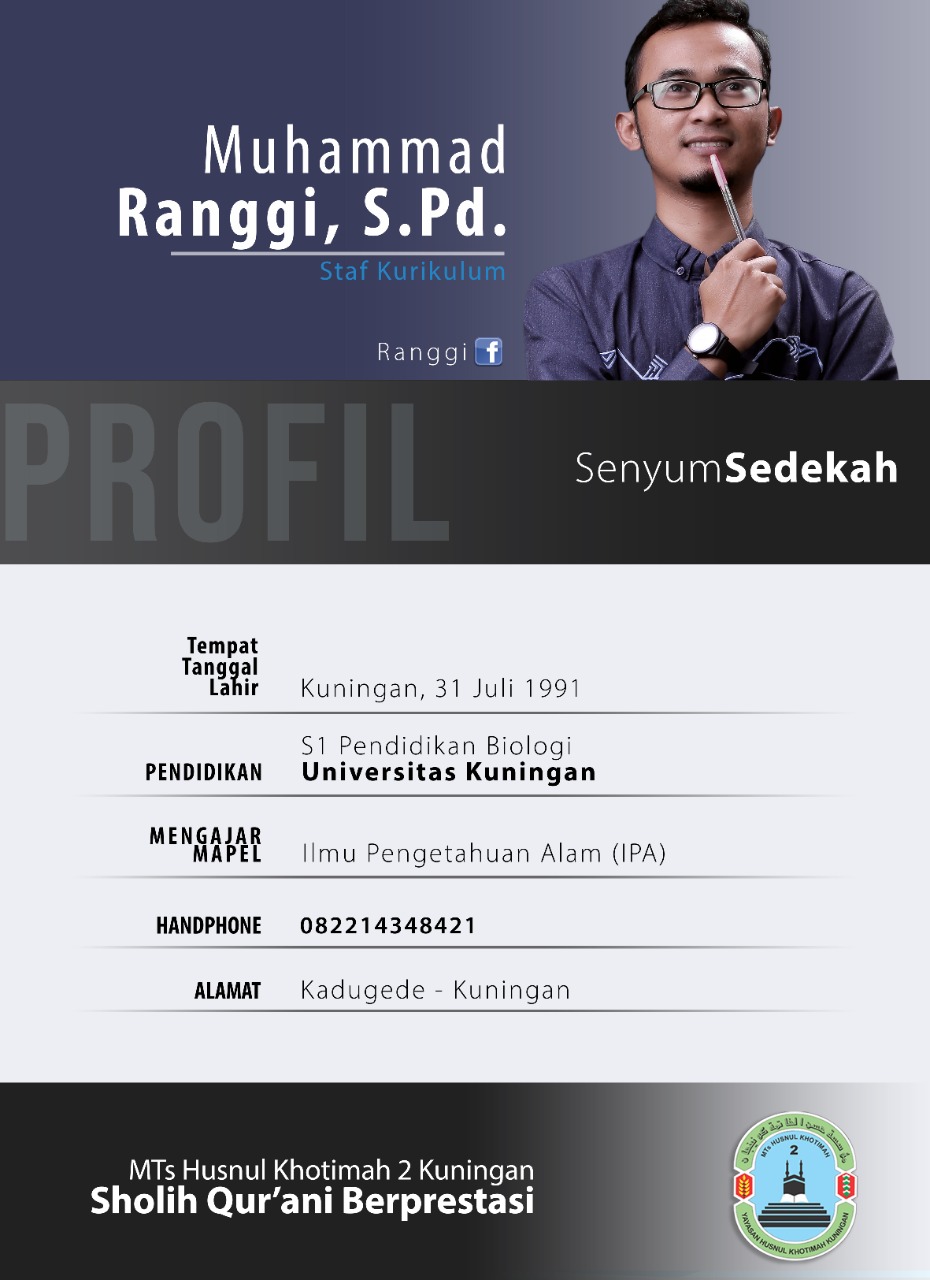 Muhammad
Ranggi, S.Pd.
Staf Kurikulum
Ranggi f
PROFIL
SenyumSedekah
Tempat
Tanggal
Lahir
Kuningan, 31 Juli 1991
S1 Pendidikan Biologi
PENDIDIKAN Universitas Kuningan
MENGAJAR
MAPEL
Ilmu Pengetahuan Alam (IPA)
HANDPHONE 082214348421
ALAMAT Kadugede - Kuningan
MTs Husnul Khotimah 2 Kuningan
Sholih Qur'ani Berprestasi
MTs HUSNUL KHOTIMAH
2
YAYASAN HUSNUL KHOTIMAH KUNINGAN